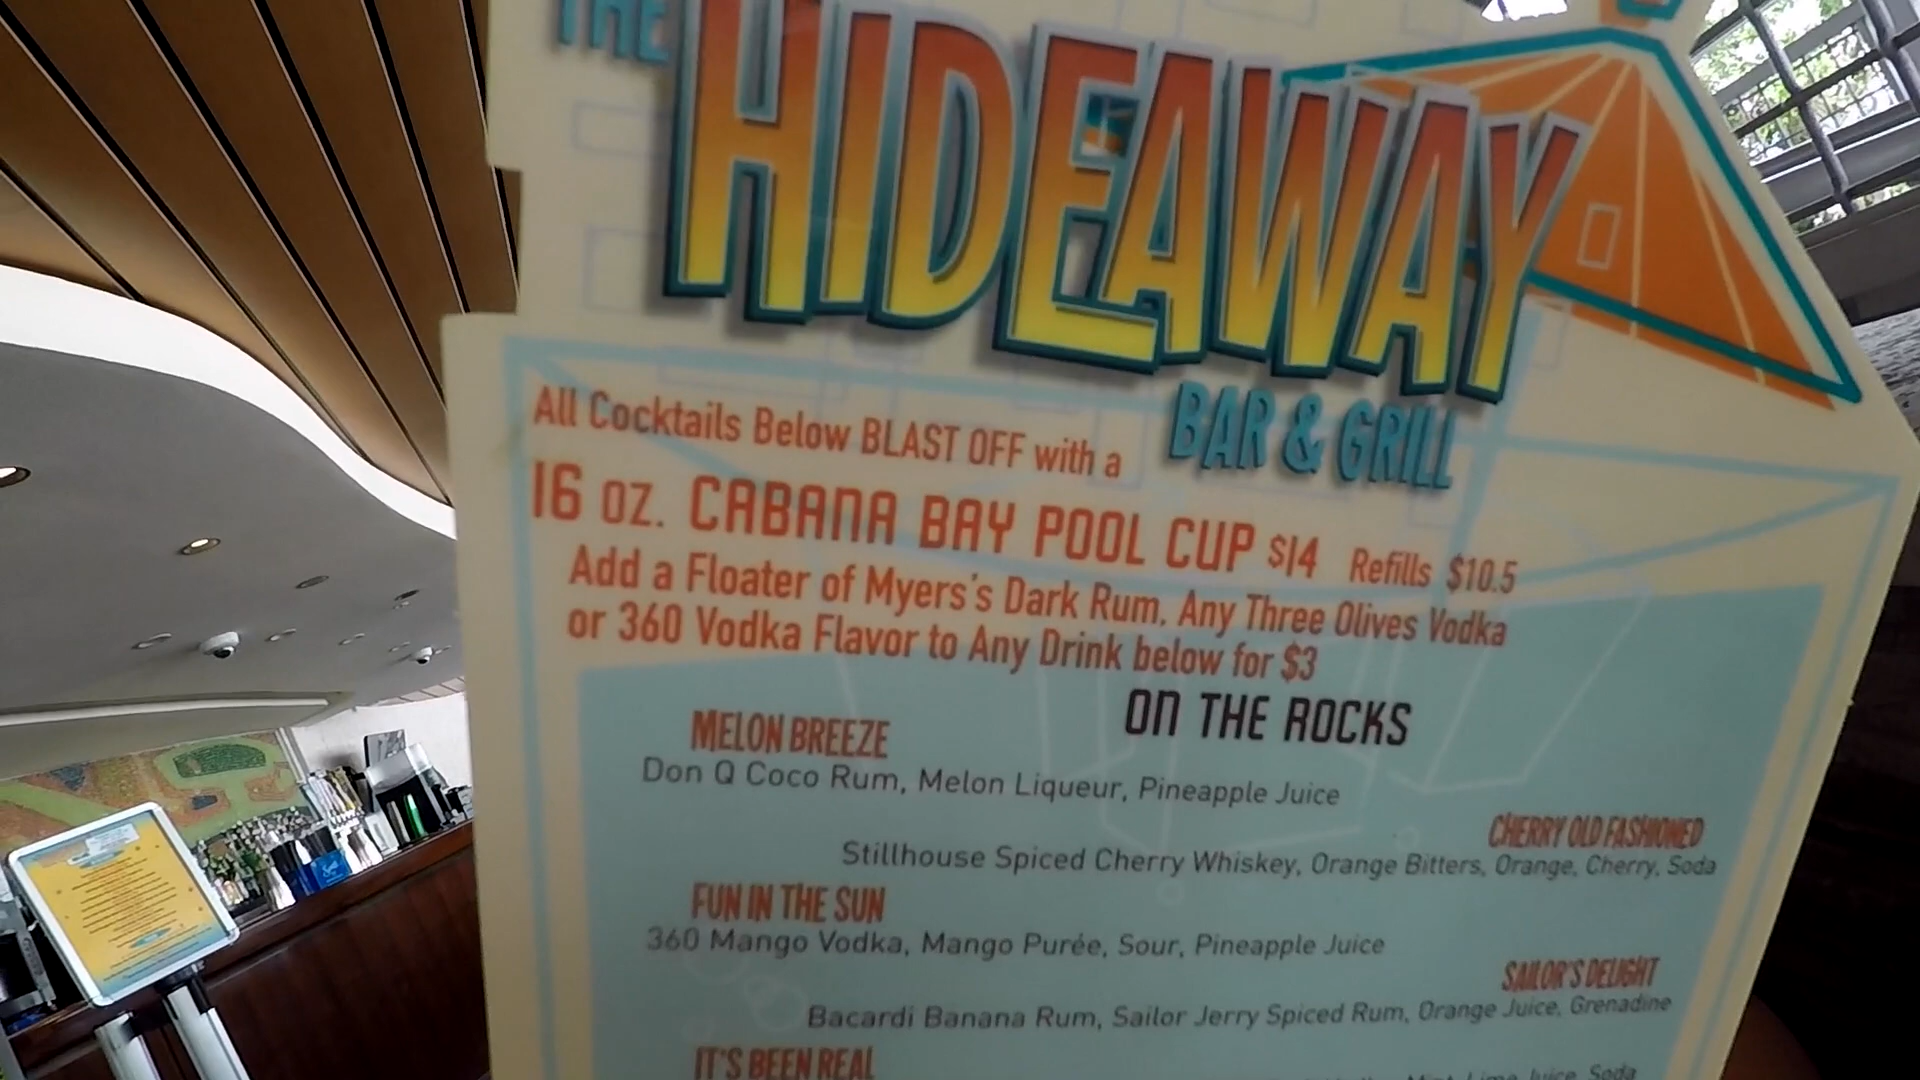 THE
HIDEAWAY
BAR & GRILL
All Cocktails Below BLAST OFF with a
16 OZ. CABANA BAY POOL CUP $14 Refills $10.5
Add a Floater of Myers's Dark Rum, Any Three Olives Vodka
or 360 Vodka Flavor to Any Drink below for $3
ON THE ROCKS
MELON BREEZE
Don Q Coco Rum, Melon Liqueur, Pineapple Juice
CHERRY OLD FASHIONED
Stillhouse Spiced Cherry Whiskey, Orange Bitters, Orange, Cherry, Soda
FUN IN THE SUN
360 Mango Vodka, Mango Purée, Sour, Pineapple Juice
SAILOR'S DELIGHT
Bacardi Banana Rum, Sailor Jerry Spiced Rum, Orange Juice, Grenadine
IT'S BEEN REAL
Mint, Lime Juice, Soda